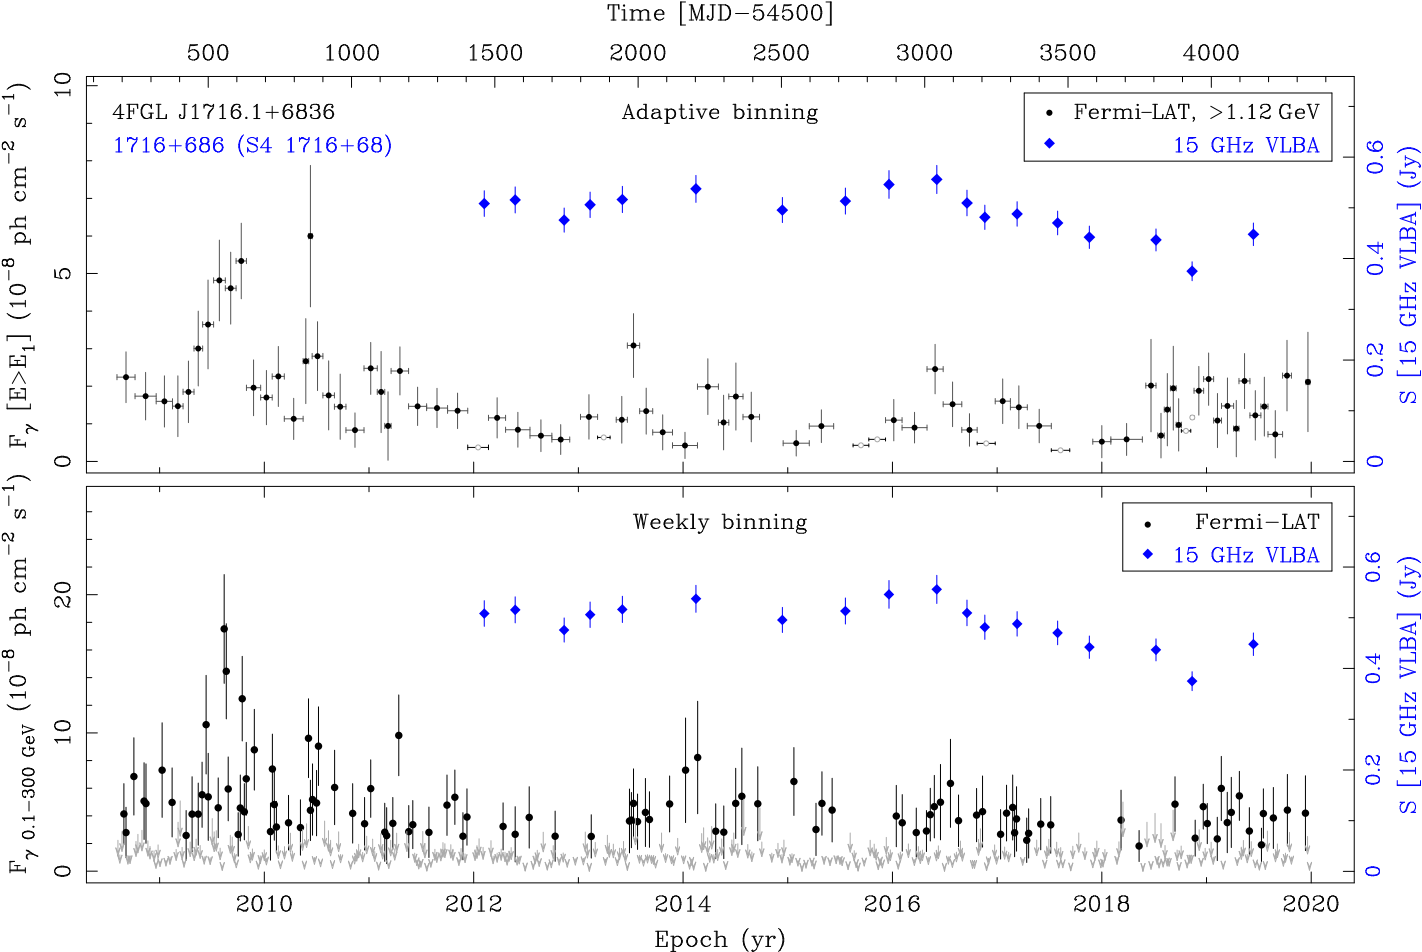 Time [MJD−54500]
500 1000 1500 2000 2500 3000 3500 4000
4FGL J1716.1+6836
1716+686 (S4 1716+68)
Adaptive binning
Fermi−LAT, >1.12 GeV
15 GHz VLBA
F_γ [E>E_1] (10^−8 ph cm^−2 s^−1)
0 5 10
S [15 GHz VLBA] (Jy)
0 0.2 0.4 0.6
Weekly binning
Fermi−LAT
15 GHz VLBA
F_γ 0.1−300 GeV (10^−8 ph cm^−2 s^−1)
0 10 20
S [15 GHz VLBA] (Jy)
0 0.2 0.4 0.6
2010 2012 2014 2016 2018 2020
Epoch (yr)